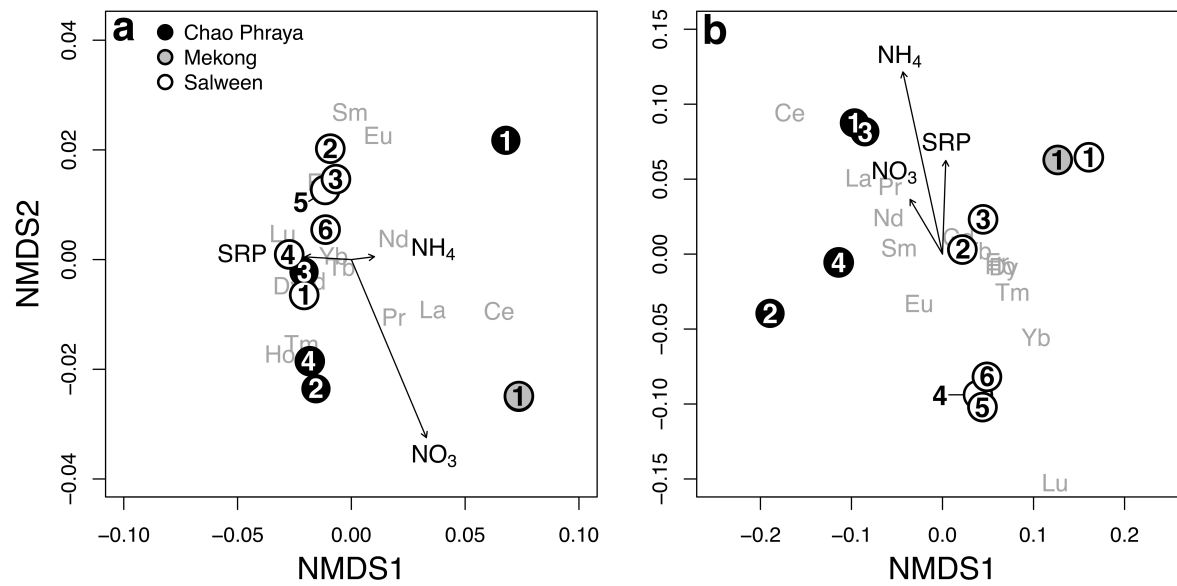 a
Chao Phraya
Mekong
Salween
NMDS2
0.04
0.02
0.00
−0.02
−0.04
Sm
Eu
2
1
3
5
6
Lu
Nd
NH4
SRP
4
Yb
Tb
3
1
Pr
La
Ce
Tm
Ho
4
2
1
NO3
−0.10
−0.05
0.00
0.05
0.10
NMDS1
b
0.15
0.10
0.05
0.00
−0.05
−0.10
−0.15
NH4
Ce
1
3
SRP
1
1
NO3
La
Pr
Nd
3
Sm
2
4
Dy
Tm
Eu
2
Yb
6
4
5
Lu
−0.2
−0.1
0.0
0.1
0.2
NMDS1